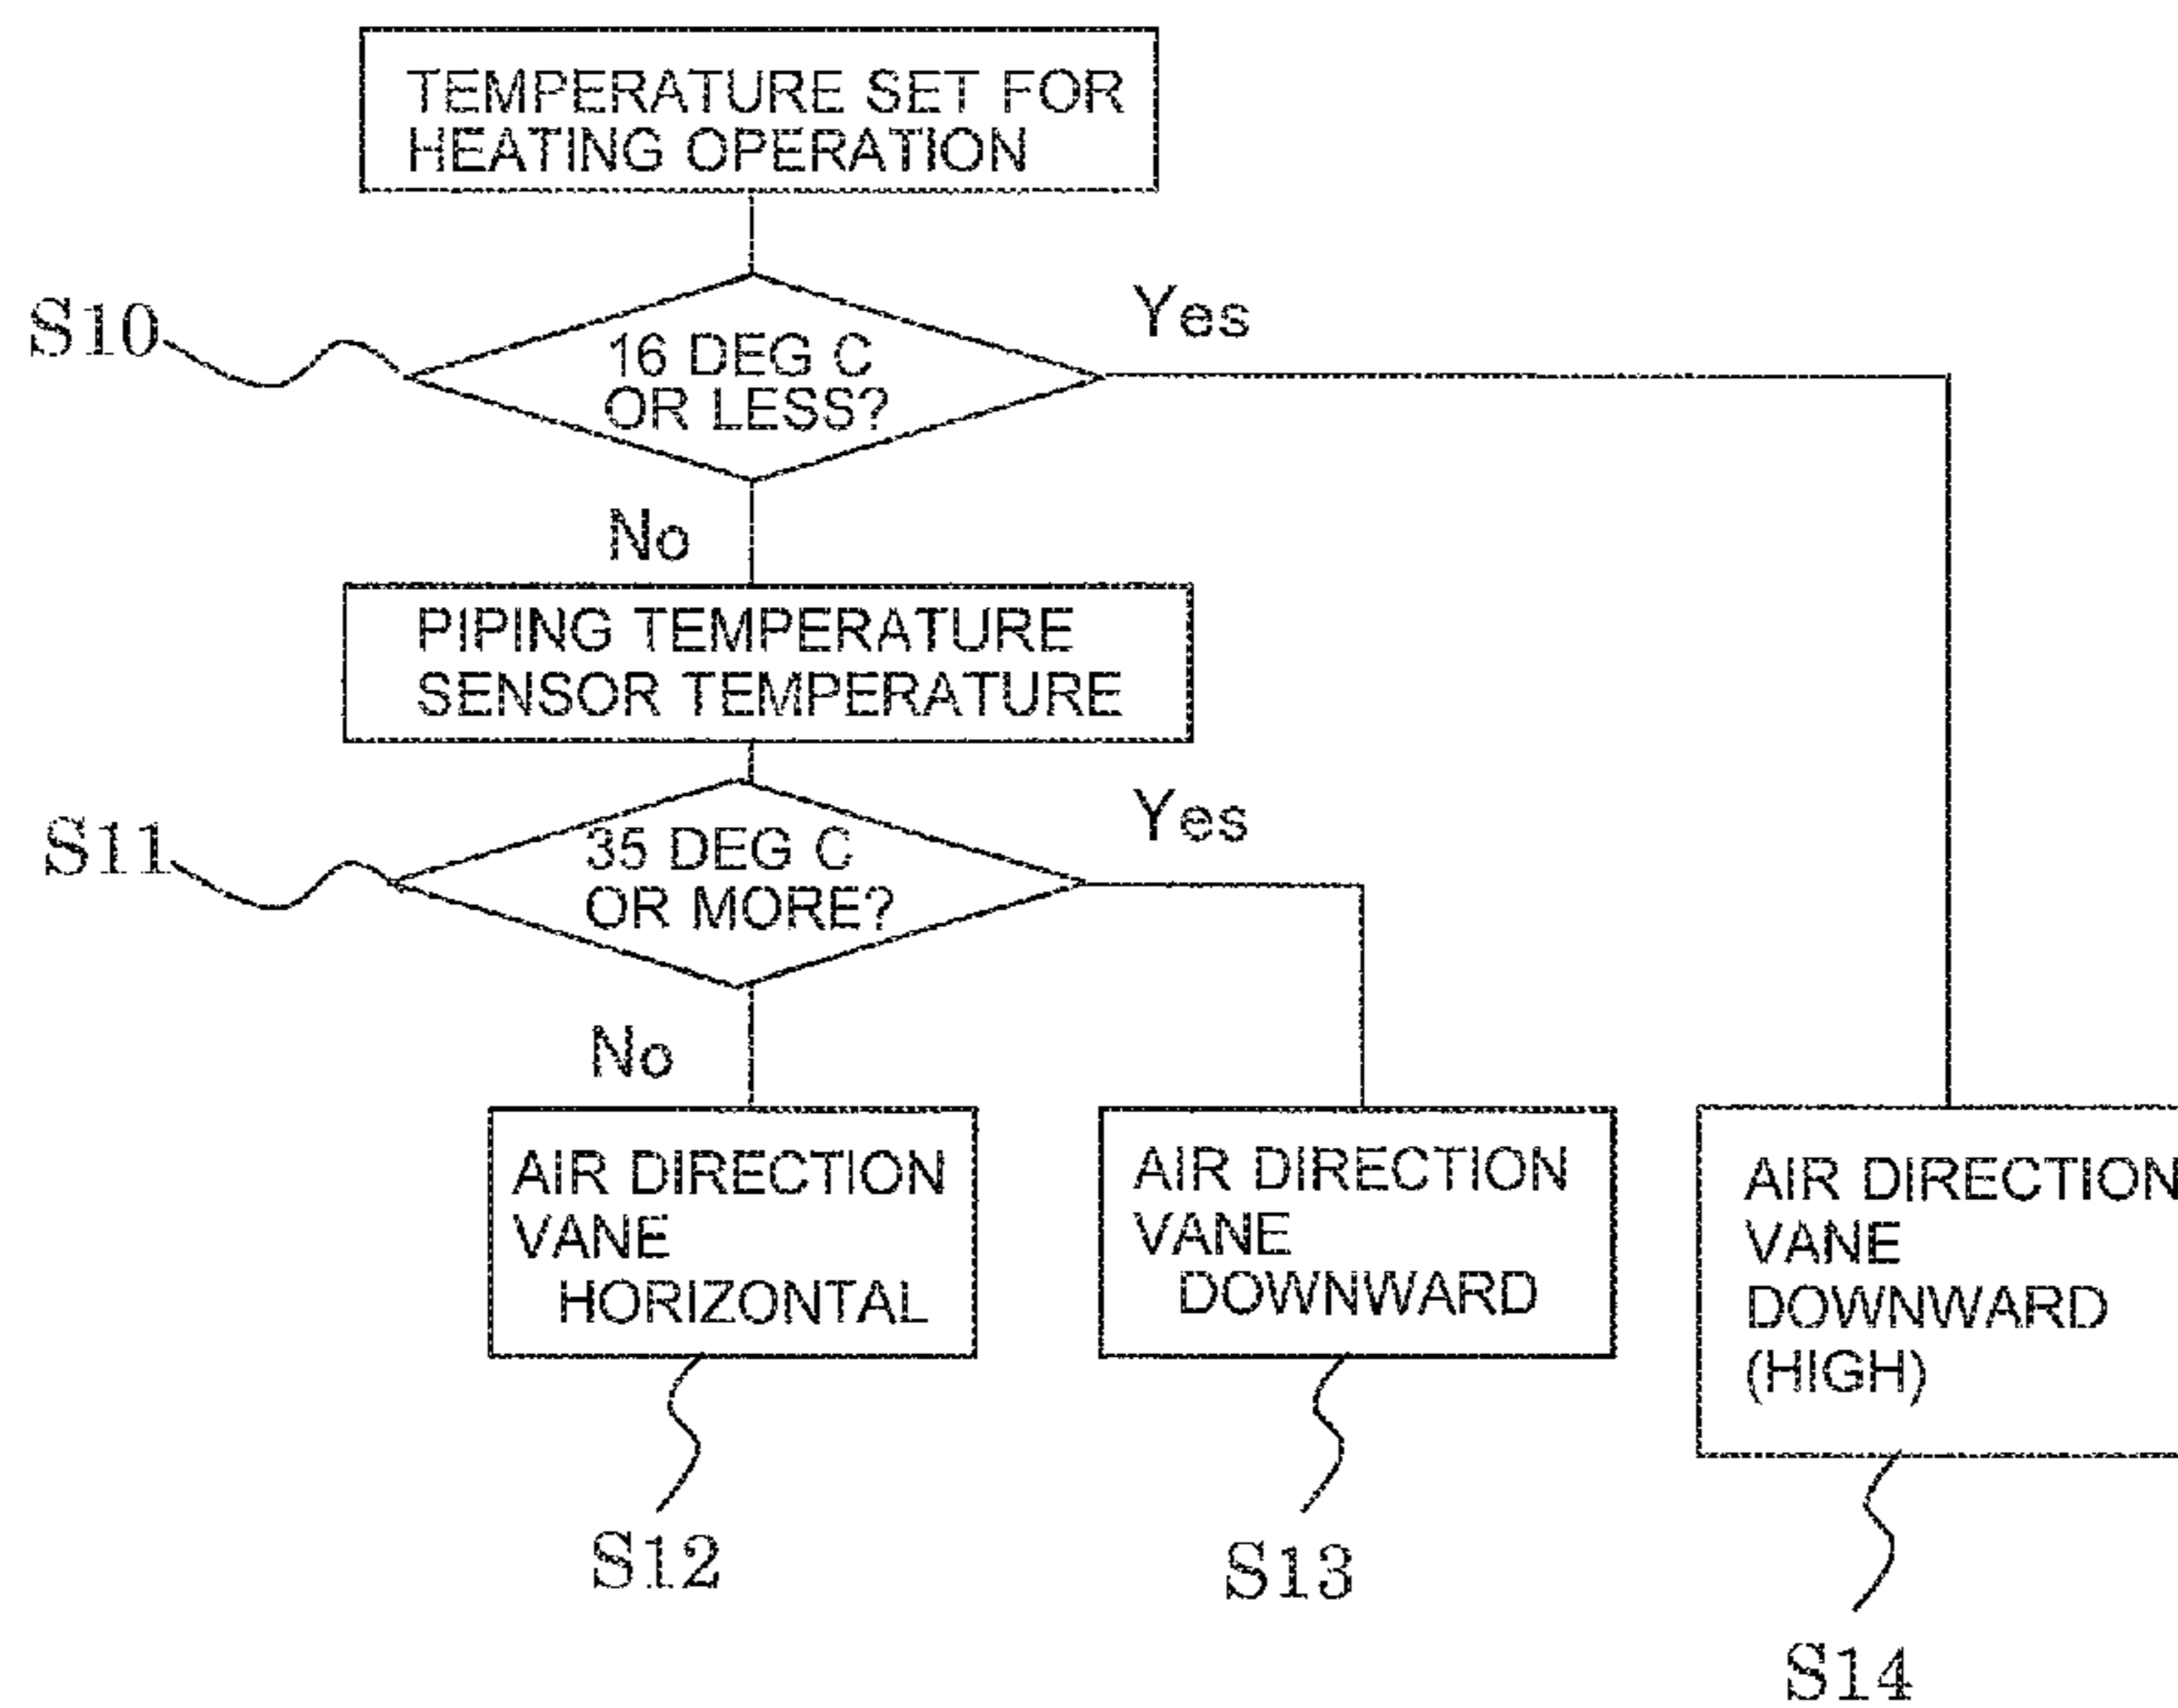 TEMPERATURE SET FOR
HEATING OPERATION
S10
16 DEG C
OR LESS?
Yes
No
PIPING TEMPERATURE
SENSOR TEMPERATURE
S11
35 DEG C
OR MORE?
Yes
No
AIR DIRECTION
VANE
HORIZONTAL
AIR DIRECTION
VANE
DOWNWARD
AIR DIRECTION
VANE
DOWNWARD
(HIGH)
S12
S13
S14